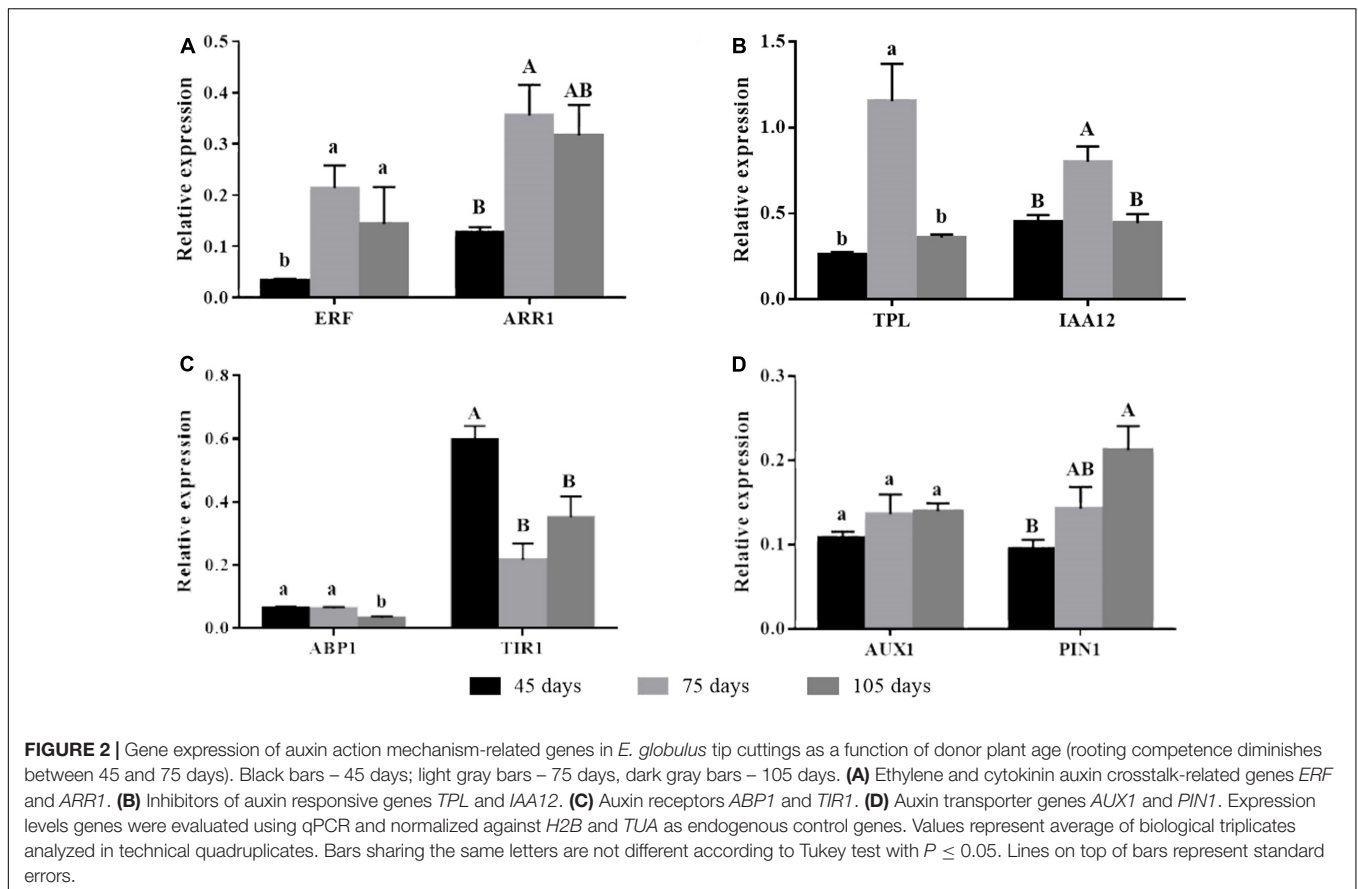 A
0.5
0.4
0.3
0.2
0.1
0.0
Relative expression
b
a
a
B
A
AB
ERF
ARR1
B
1.5
1.0
0.5
0.0
Relative expression
b
a
b
B
A
B
TPL
IAA12
C
0.8
0.6
0.4
0.2
0.0
Relative expression
a
a
b
A
B
B
ABP1
TIR1
D
0.3
0.2
0.1
0.0
Relative expression
a
a
a
B
AB
A
AUX1
PIN1
45 days 75 days 105 days
FIGURE 2 | Gene expression of auxin action mechanism-related genes in E. globulus tip cuttings as a function of donor plant age (rooting competence diminishes
between 45 and 75 days). Black bars – 45 days; light gray bars – 75 days, dark gray bars – 105 days. (A) Ethylene and cytokinin auxin crosstalk-related genes ERF
and ARR1. (B) Inhibitors of auxin responsive genes TPL and IAA12. (C) Auxin receptors ABP1 and TIR1. (D) Auxin transporter genes AUX1 and PIN1. Expression
levels genes were evaluated using qPCR and normalized against H2B and TUA as endogenous control genes. Values represent average of biological triplicates
analyzed in technical quadruplicates. Bars sharing the same letters are not different according to Tukey test with P ≤ 0.05. Lines on top of bars represent standard
errors.